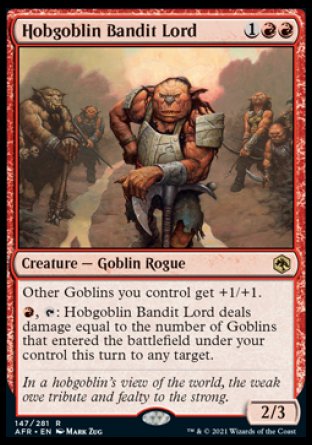 Hobgoblin Bandit Lord 1
Creature — Goblin Rogue
Other Goblins you control get +1/+1.
, : Hobgoblin Bandit Lord deals
damage equal to the number of Goblins
that entered the battlefield under your
control this turn to any target.
In a hobgoblin's view of the world, the weak
owe tribute and fealty to the strong.
2/3
147/281 R
AFR • EN Mark Zug
™ & © 2021 Wizards of the Coast